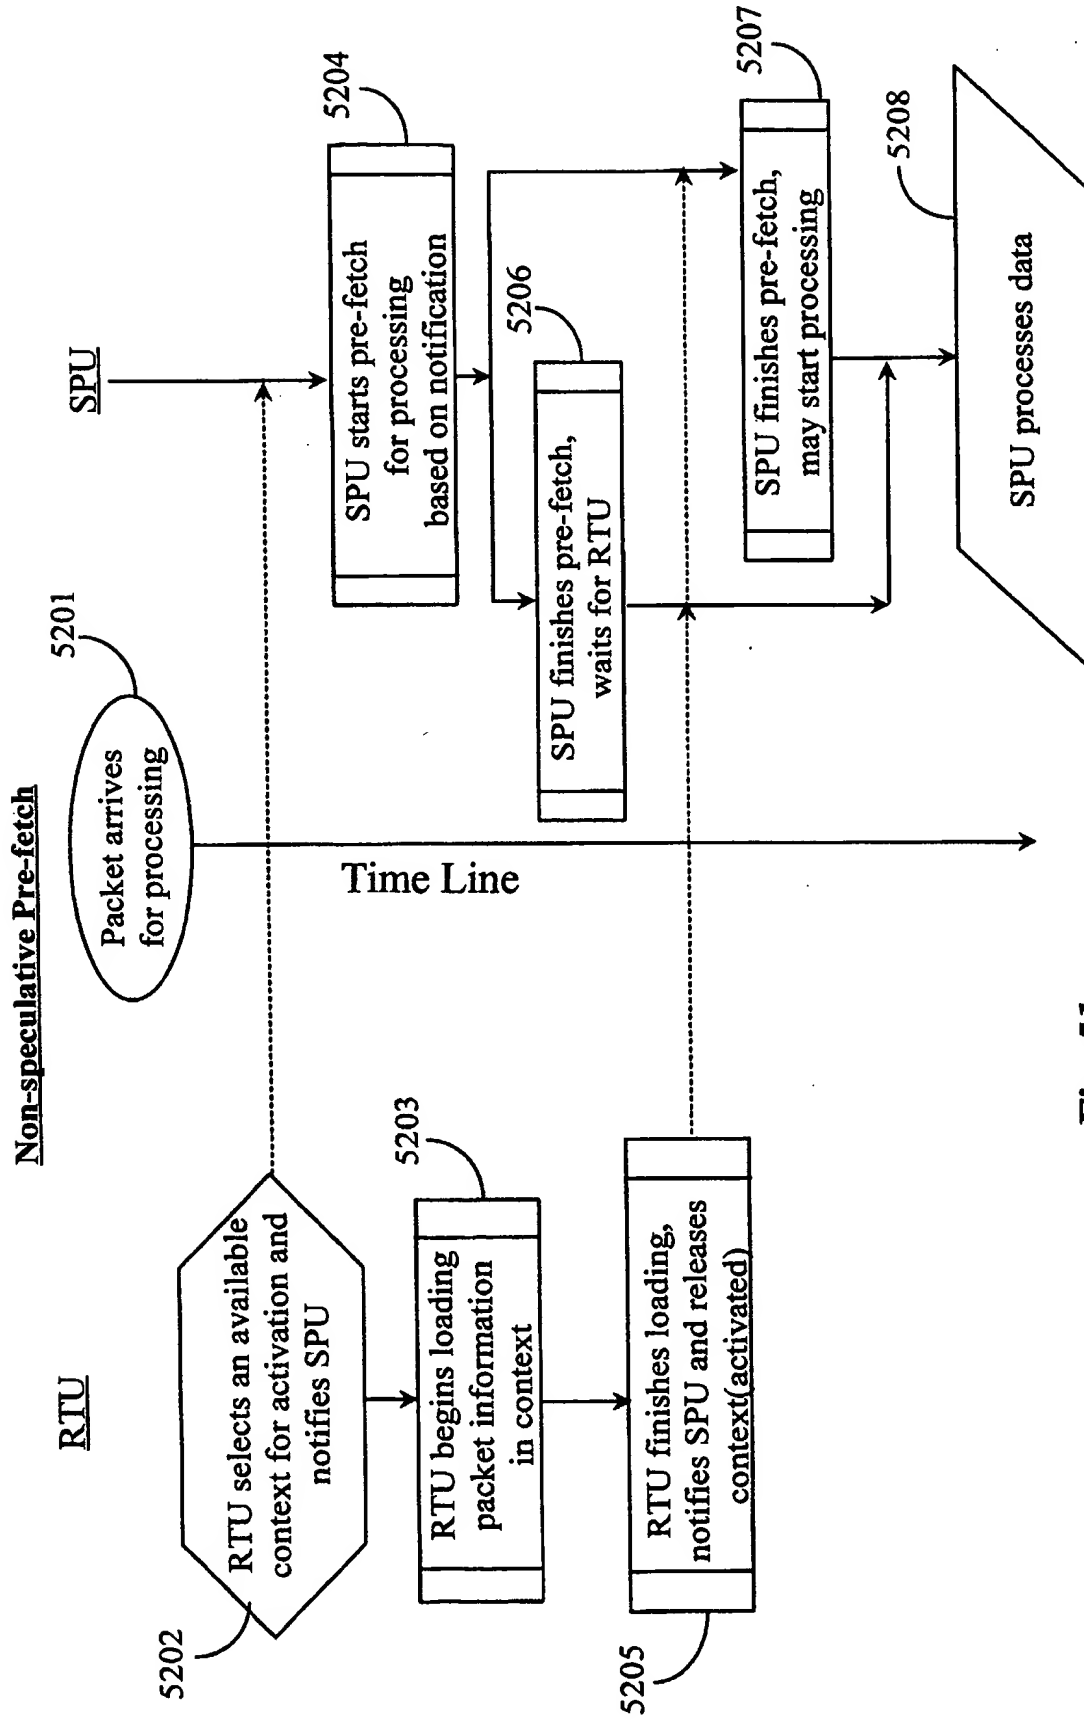 Non-speculative Pre-fetch
RTU
SPU
Packet arrives
for processing
5201
RTU selects an available
context for activation and
notifies SPU
5202
SPU starts pre-fetch
for processing
based on notification
5204
Time Line
RTU begins loading
packet information
in context
5203
SPU finishes pre-fetch,
waits for RTU
5206
RTU finishes loading,
notifies SPU and releases
context(activated)
5205
SPU finishes pre-fetch,
may start processing
5207
SPU processes data
5208